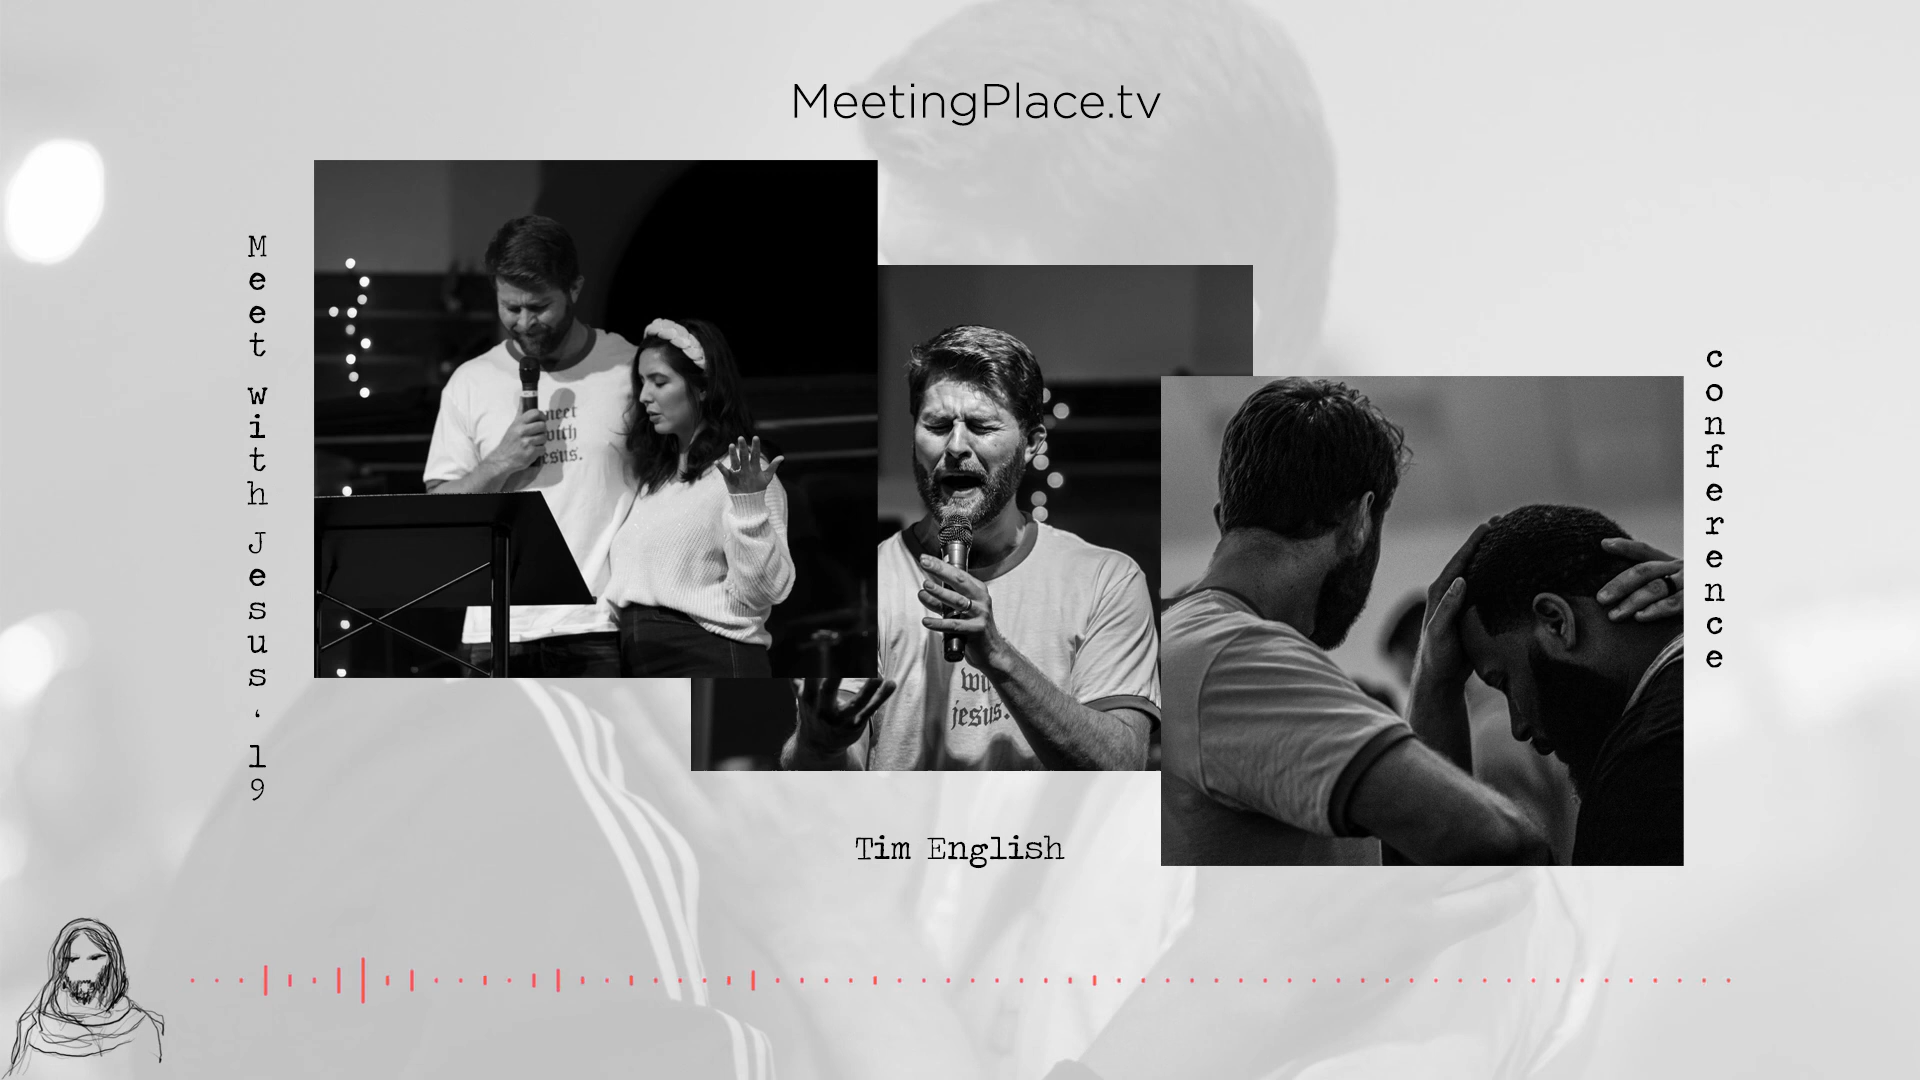 MeetingPlace.tv
Meet with Jesus ‘19
conference
meet
with
jesus.
jesus.
Tim English